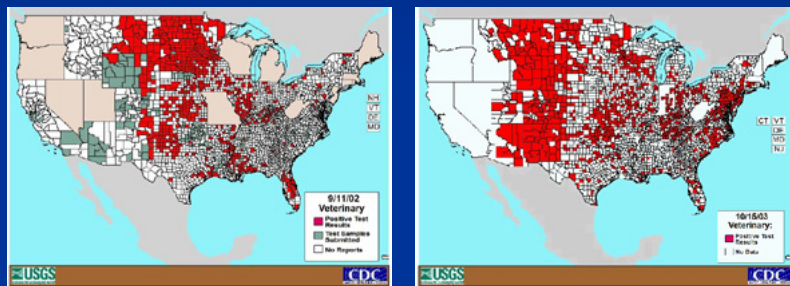 NH
VT
DE
MD
9/11/02
Veterinary
Positive Test
Results
Test Samples
Submitted
No Reports
USGS
CDC
CT VT
DE
MD
NJ
10/15/03
Veterinary:
Positive Test
Results
No Data
USGS
CDC